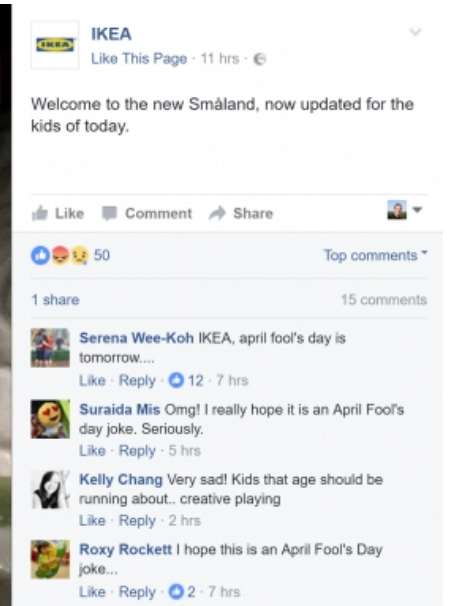 IKEA
IKEA
Like This Page · 11 hrs ·
Welcome to the new Småland, now updated for the
kids of today.
Like Comment Share
50 Top comments
1 share 15 comments
Serena Wee-Koh IKEA, april fool's day is
tomorrow....
Like · Reply · 12 · 7 hrs
Suraida Mis Omg! I really hope it is an April Fool's
day joke. Seriously.
Like · Reply · 5 hrs
Kelly Chang Very sad! Kids that age should be
running about.. creative playing
Like · Reply · 2 hrs
Roxy Rockett I hope this is an April Fool's Day
joke...
Like · Reply · 2 · 7 hrs